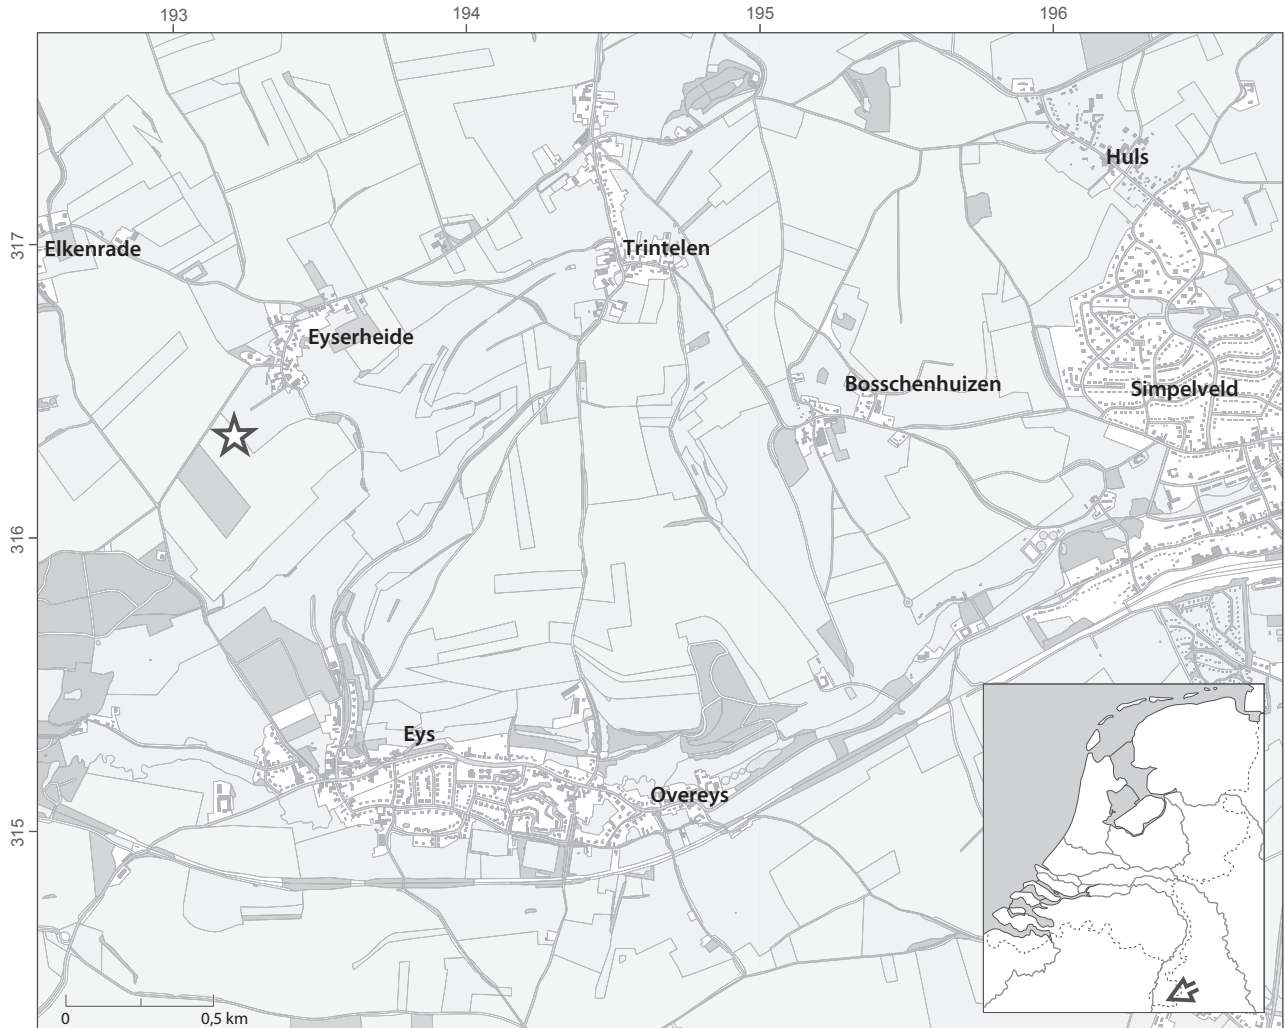 193 194 195 196
Huls
317
Elkenrade
Trintelen
Eyserheide
Bosschenhuizen
Simpelveld
316
Eys
Overeys
315
0 0,5 km